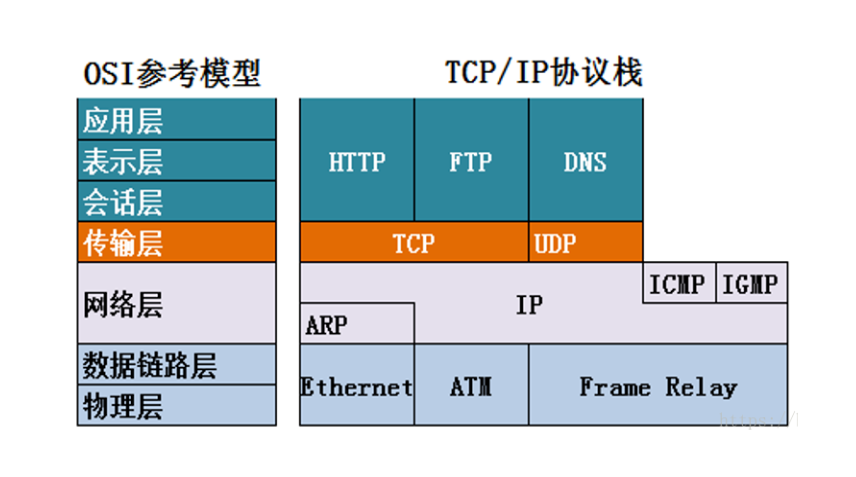 OSI参考模型
TCP/IP协议栈
应用层
表示层
会话层
HTTP
FTP
DNS
传输层
TCP
UDP
网络层
IP
ICMP
IGMP
ARP
数据链路层
物理层
Ethernet
ATM
Frame Relay